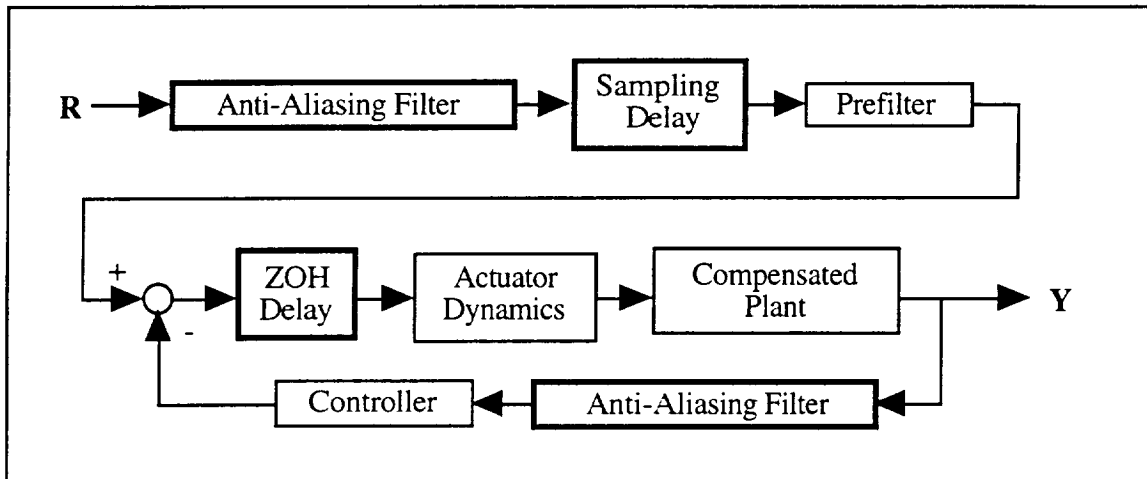 R
Anti-Aliasing Filter
Sampling
Delay
Prefilter
+
-
ZOH
Delay
Actuator
Dynamics
Compensated
Plant
Y
Controller
Anti-Aliasing Filter